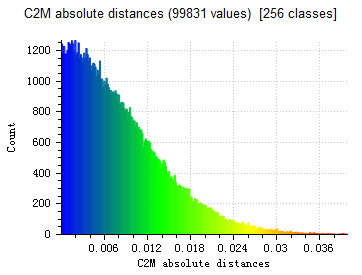 C2M absolute distances (99831 values) [256 classes]
1200
1000
800
600
400
200
0
Count
0.006 0.012 0.018 0.024 0.03 0.036
C2M absolute distances